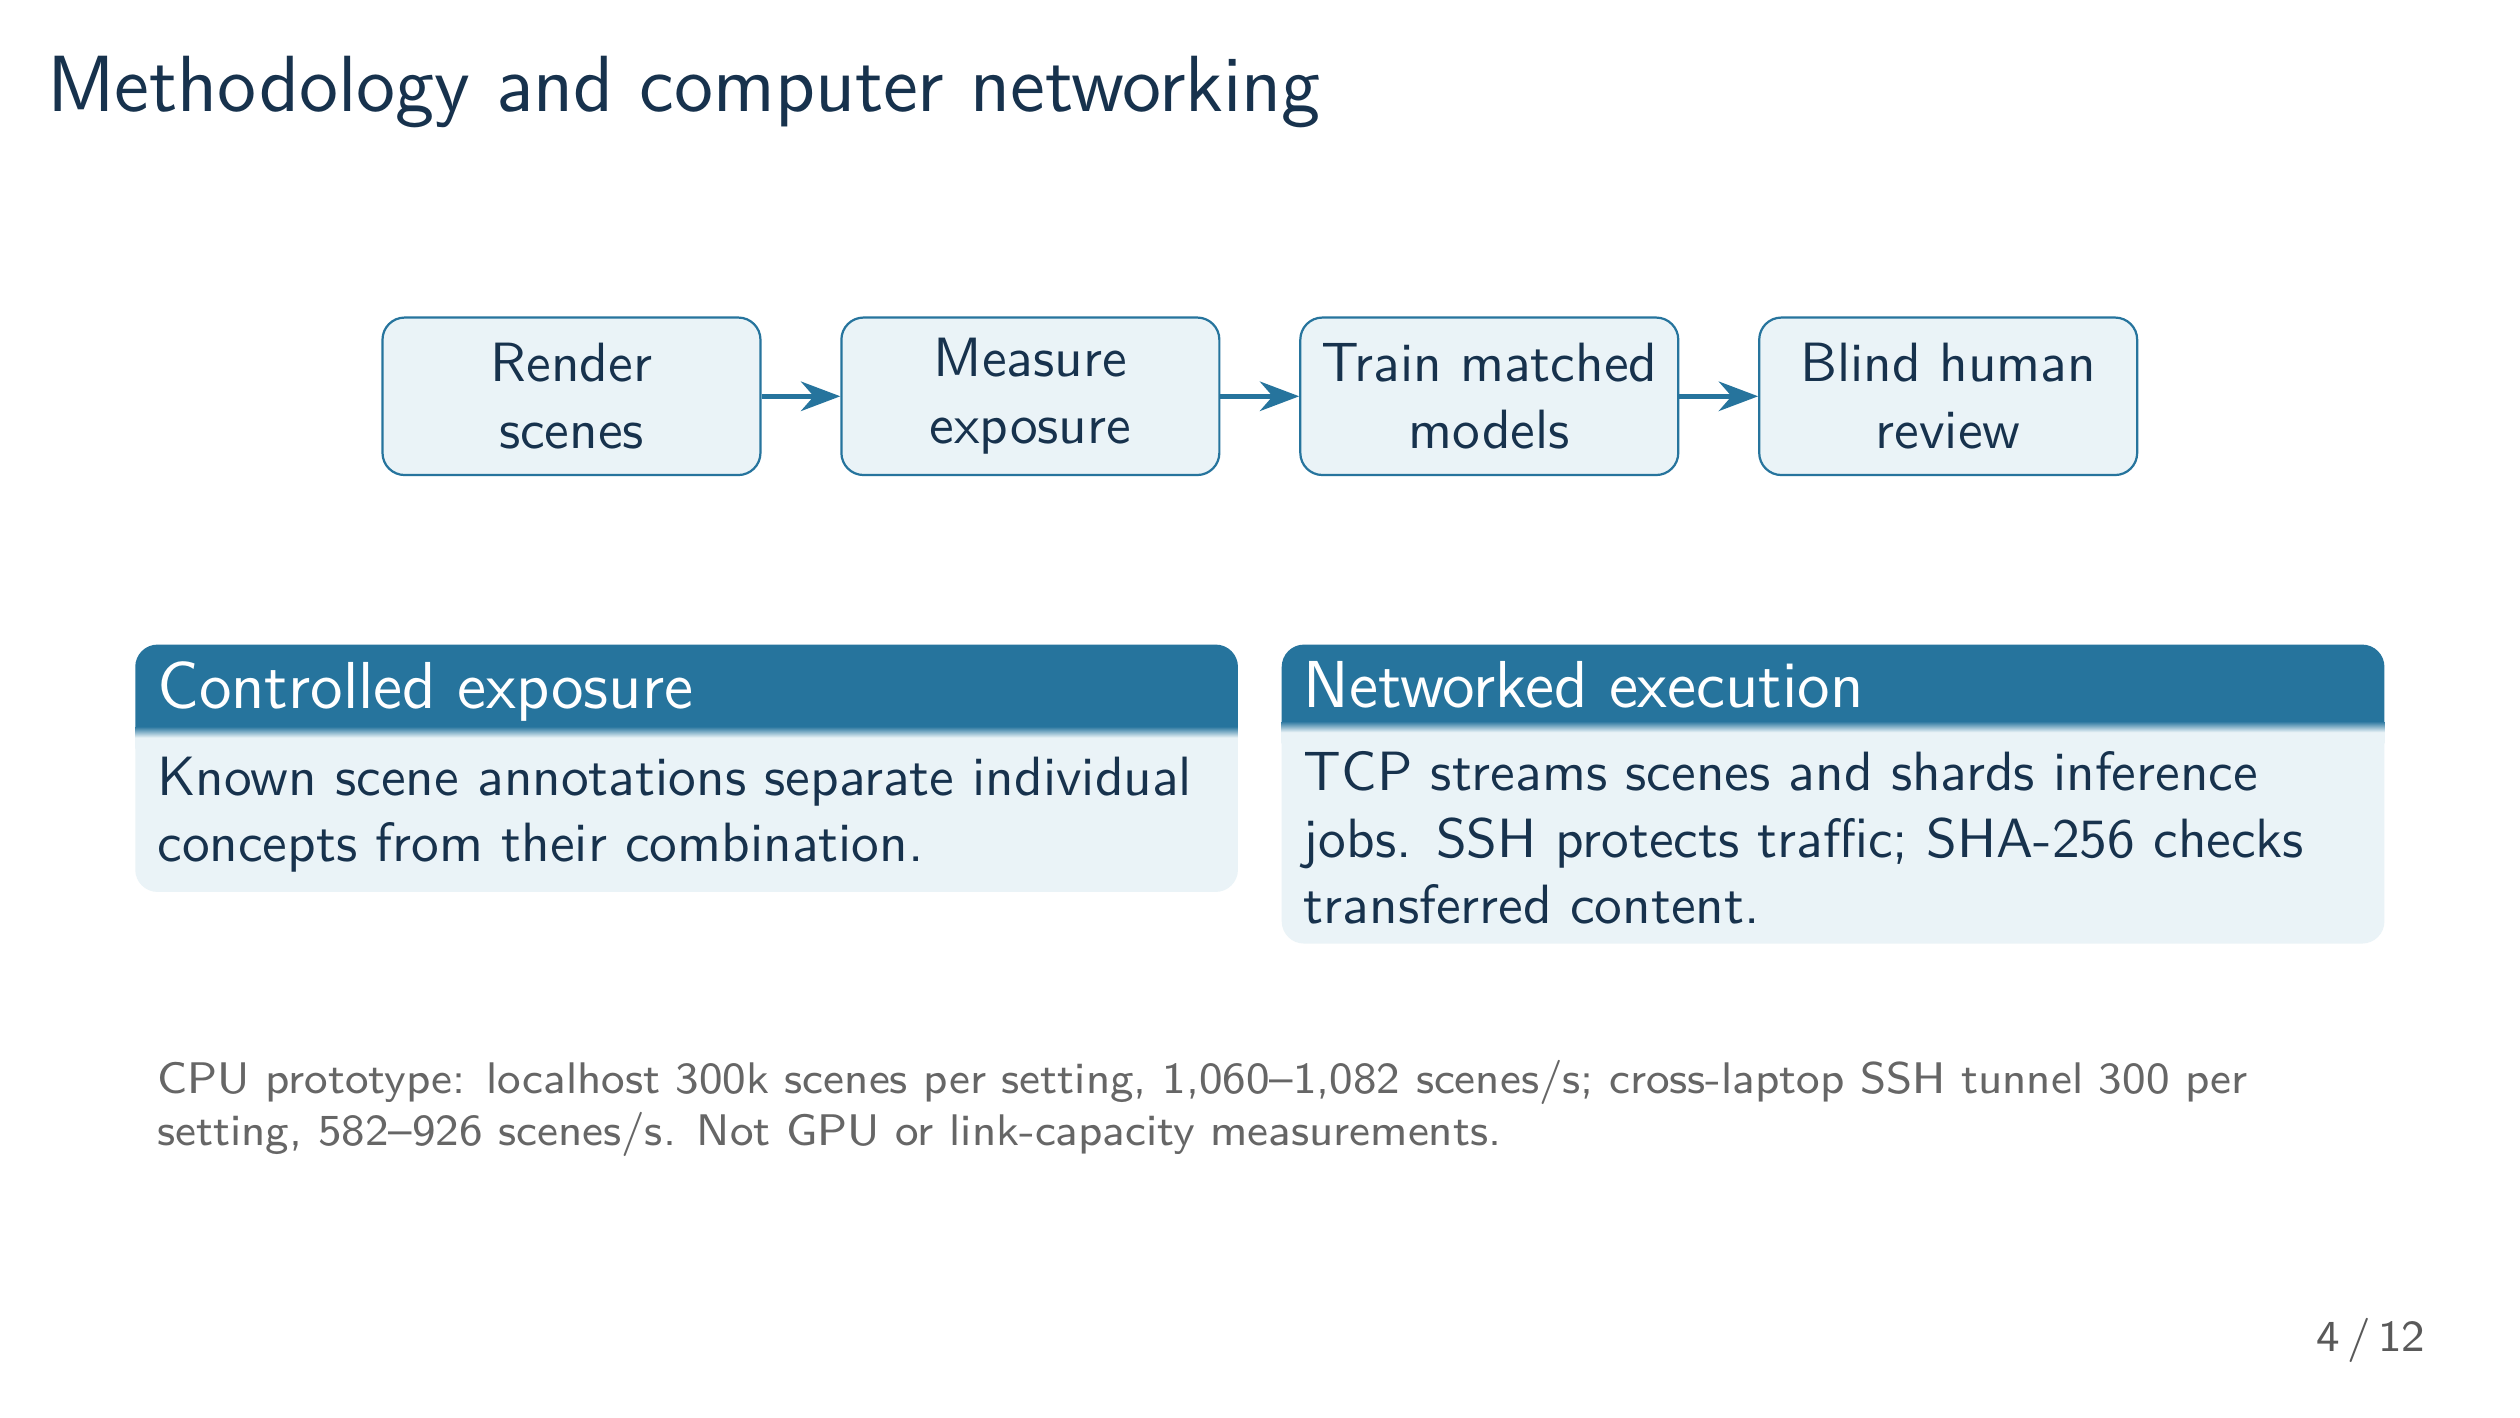 Methodology and computer networking
Render
scenes
Measure
exposure
Train matched
models
Blind human
review
Controlled exposure
Known scene annotations separate individual
concepts from their combination.
Networked execution
TCP streams scenes and shards inference
jobs. SSH protects traffic; SHA-256 checks
transferred content.
CPU prototype: localhost 300k scenes per setting, 1,060–1,082 scenes/s; cross-laptop SSH tunnel 300 per
setting, 582–926 scenes/s. Not GPU or link-capacity measurements.
4 / 12